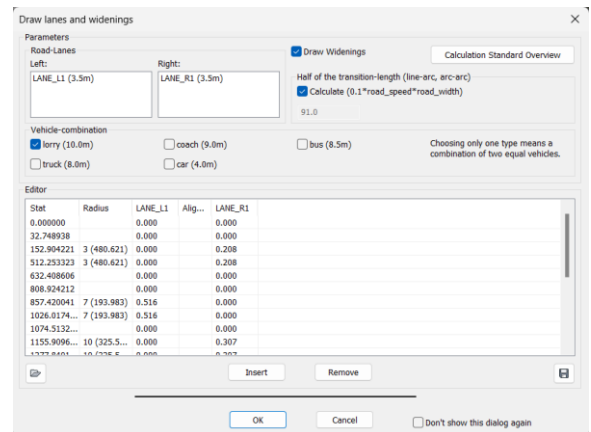 Draw lanes and widenings
Parameters
Road-Lanes
Left:
Right:
LANE_L1 (3.5m)
LANE_R1 (3.5m)
Draw Widenings
Calculation Standard Overview
Half of the transition-length (line-arc, arc-arc)
Calculate (0.1*road_speed*road_width)
91.0
Vehicle-combination
lorry (10.0m)
coach (9.0m)
bus (8.5m)
truck (8.0m)
car (4.0m)
Choosing only one type means a
combination of two equal vehicles.
Editor
Stat Radius LANE_L1 Alig... LANE_R1
0.000000 0.000 0.000
32.748938 0.000 0.000
152.904221 3 (480.621) 0.000 0.208
512.253323 3 (480.621) 0.000 0.208
632.408606 0.000 0.000
808.924212 0.000 0.000
857.420041 7 (193.983) 0.516 0.000
1026.0174... 7 (193.983) 0.516 0.000
1074.5132... 0.000 0.000
1155.9096... 10 (325.5... 0.000 0.307
Insert
Remove
OK
Cancel
Don't show this dialog again